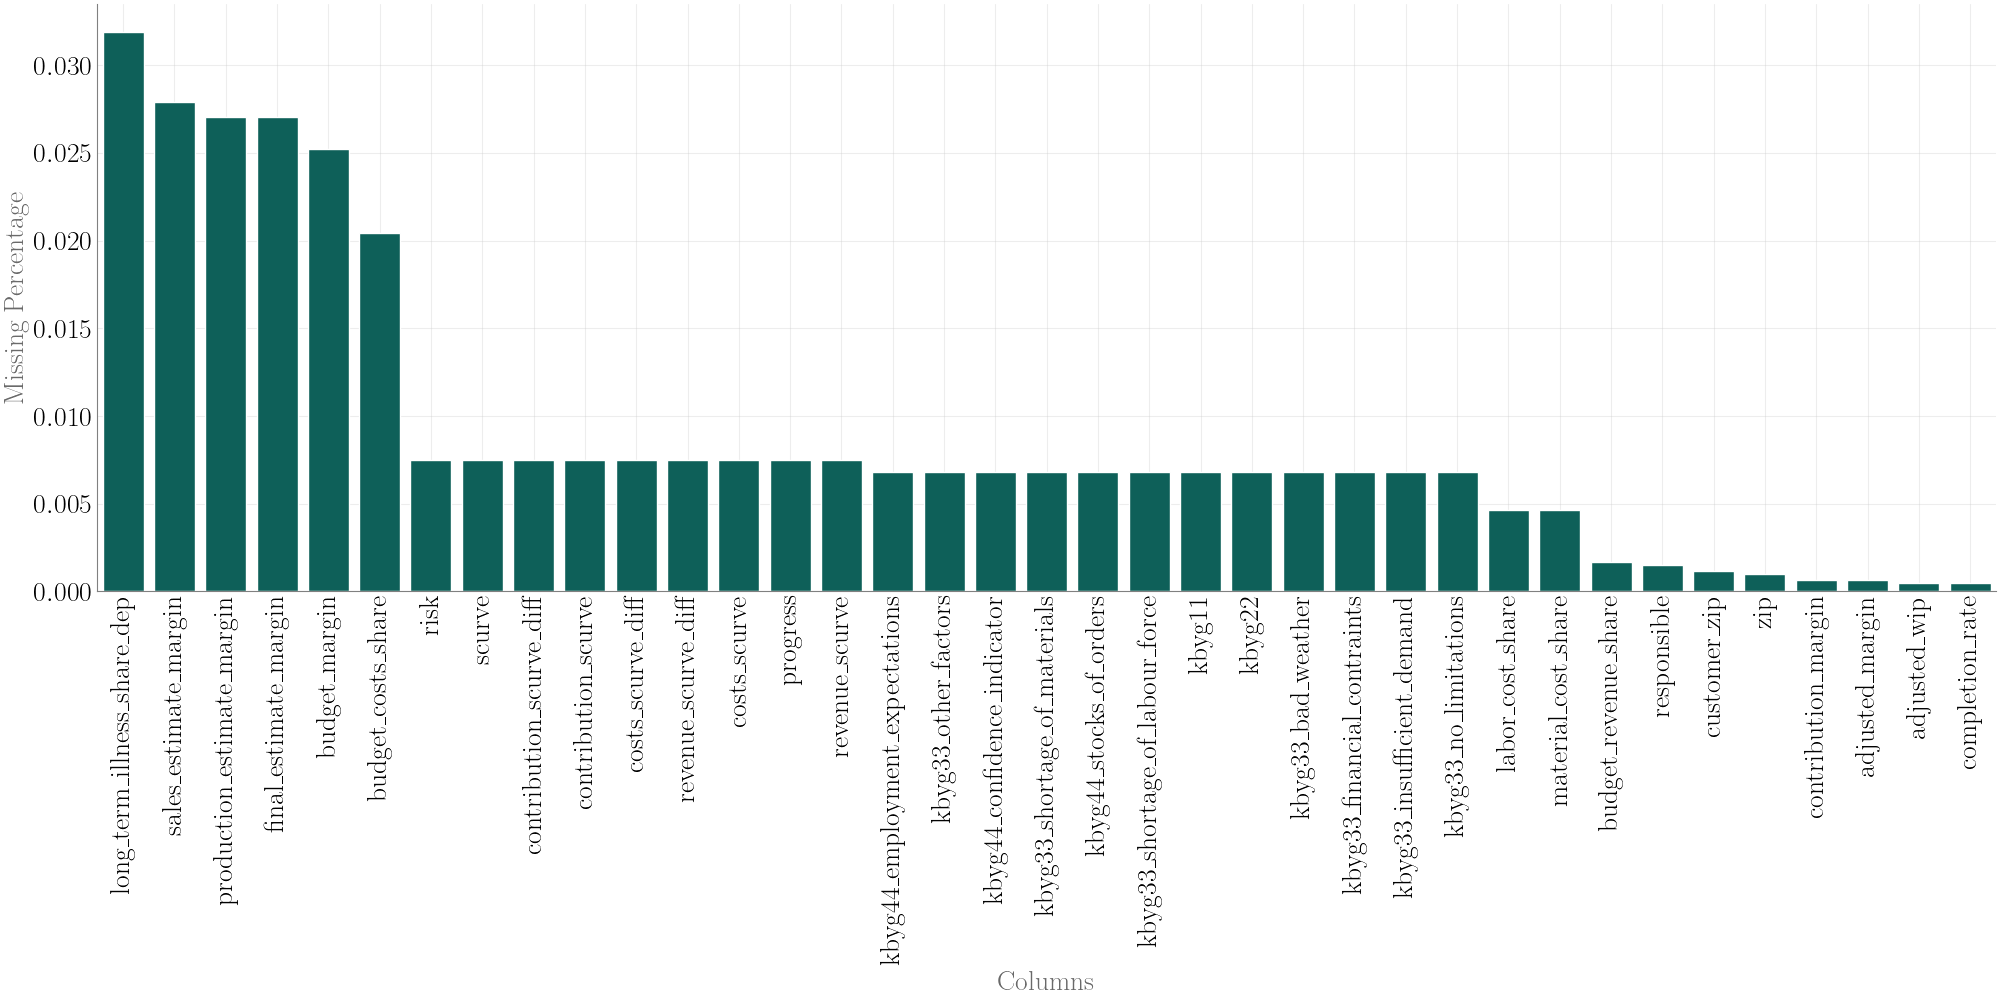 Missing Percentage
0.030
0.025
0.020
0.015
0.010
0.005
0.000
long_term_illness_share_dep
sales_estimate_margin
production_estimate_margin
final_estimate_margin
budget_margin
budget_costs_share
risk
scurve
contribution_scurve_diff
contribution_scurve
costs_scurve_diff
revenue_scurve_diff
costs_scurve
progress
revenue_scurve
kbyg44_employment_expectations
kbyg33_other_factors
kbyg44_confidence_indicator
kbyg33_shortage_of_materials
kbyg44_stocks_of_orders
kbyg33_shortage_of_labour_force
kbyg11
kbyg22
kbyg33_bad_weather
kbyg33_financial_contraints
kbyg33_insufficient_demand
kbyg33_no_limitations
labor_cost_share
material_cost_share
budget_revenue_share
responsible
customer_zip
zip
contribution_margin
adjusted_margin
adjusted_wip
completion_rate
Columns